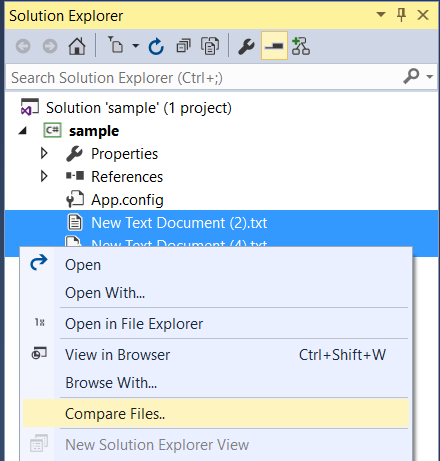 Solution Explorer
Search Solution Explorer (Ctrl+;)
Solution 'sample' (1 project)
C# sample
Properties
References
App.config
New Text Document (2).txt
New Text Document (4).txt
Open
Open With...
Open in File Explorer
View in Browser Ctrl+Shift+W
Browse With...
Compare Files..
New Solution Explorer View